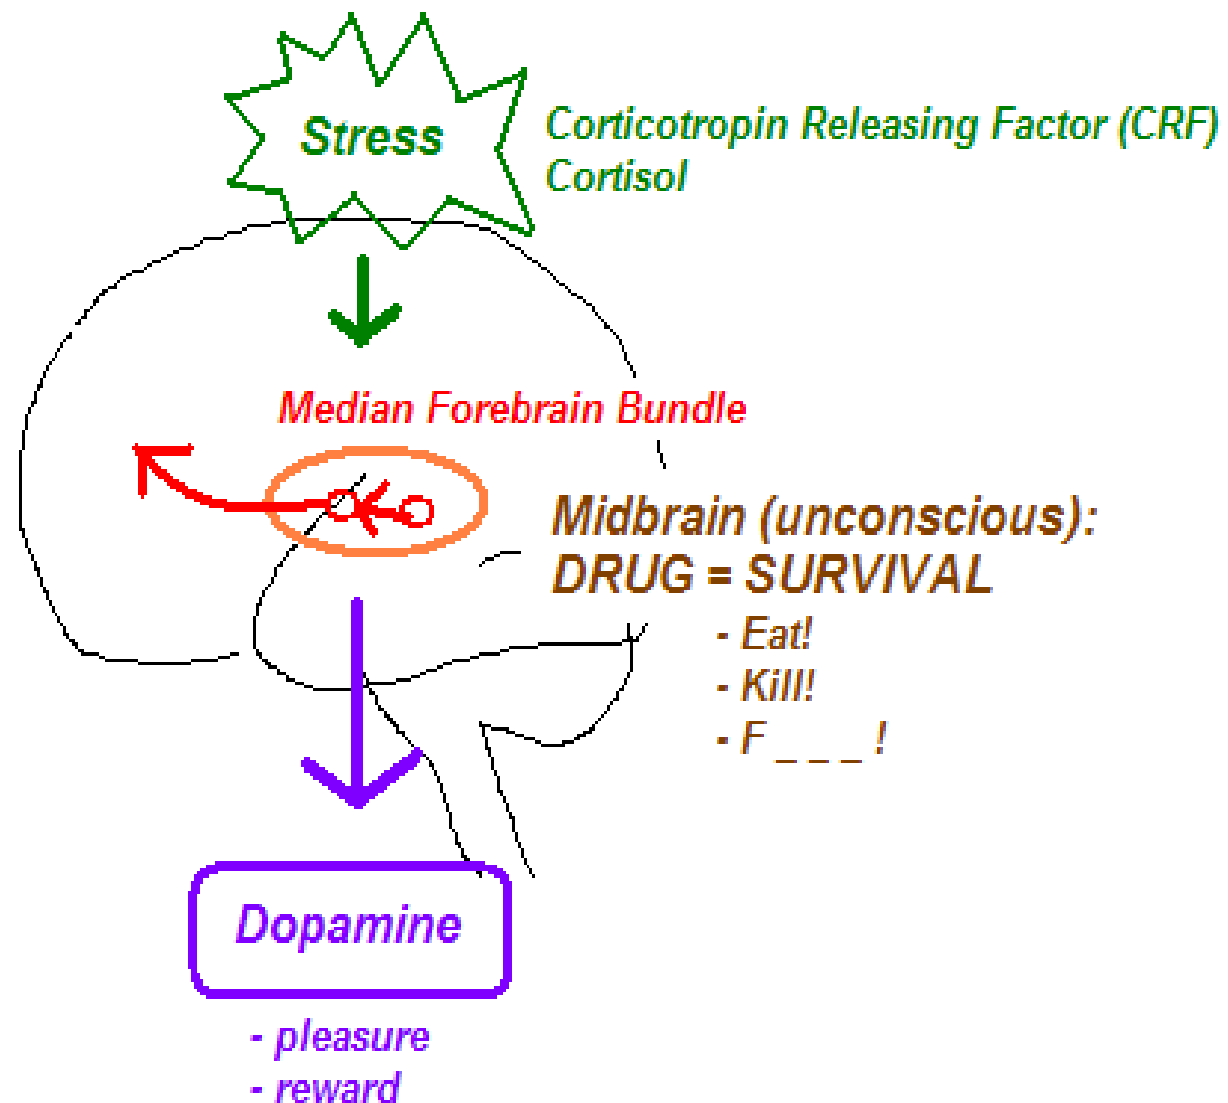 Stress
Corticotropin Releasing Factor (CRF)
Cortisol
Median Forebrain Bundle
Midbrain (unconscious):
DRUG = SURVIVAL
- Eat!
- Kill!
- F _ _ _ !
Dopamine
- pleasure
- reward